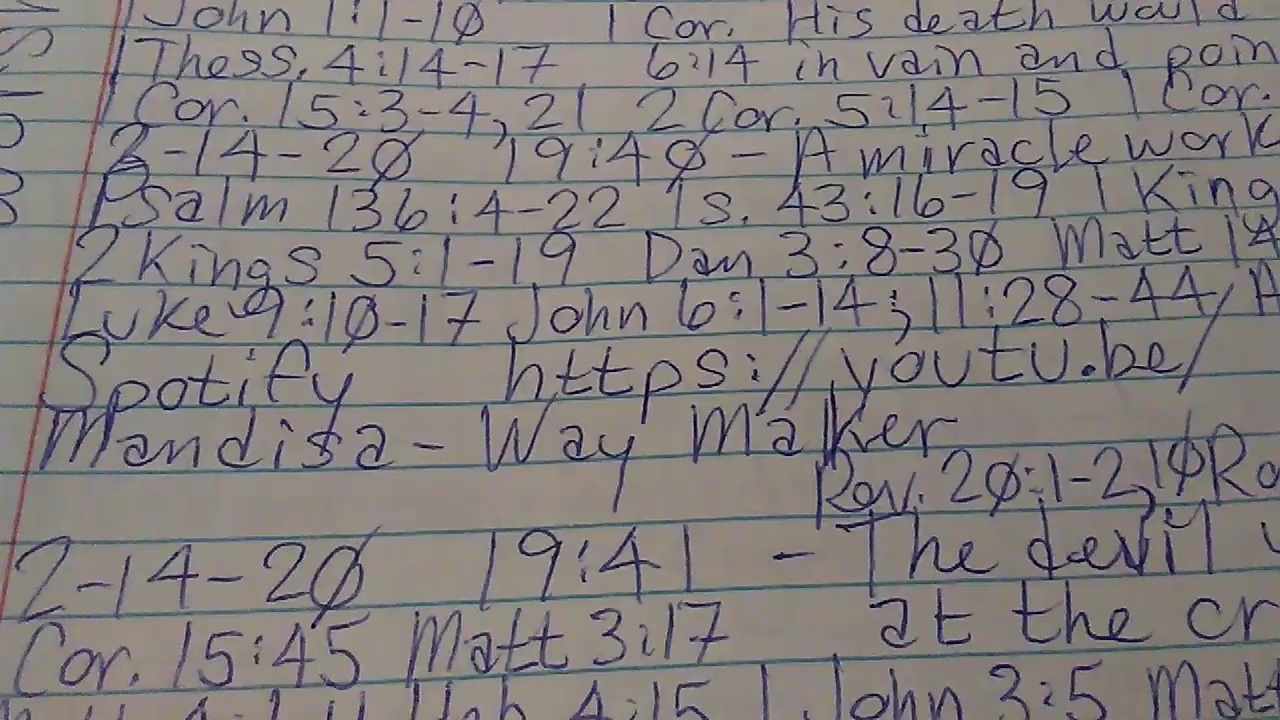 1 John 1:1-10 1 Cor. His death would
1 Thess. 4:14-17 6:14 in vain and poin
1 Cor. 15:3-4, 21 2 Cor. 5:14-15 1 Cor.
2-14-20 19:40 - A miracle work
Psalm 136:4-22 Is. 43:16-19 1 King
2 Kings 5:1-19 Dan 3:8-30 Matt 14
Luke 9:10-17 John 6:1-14; 11:28-44, A
Spotify https://youtu.be/
Mandisa - Way Maker
Rev. 20:1-2, 10 Ro
2-14-20 19:41 - The devil
Cor. 15:45 Matt 3:17 at the cr
4:15 1 John 3:5 Matt